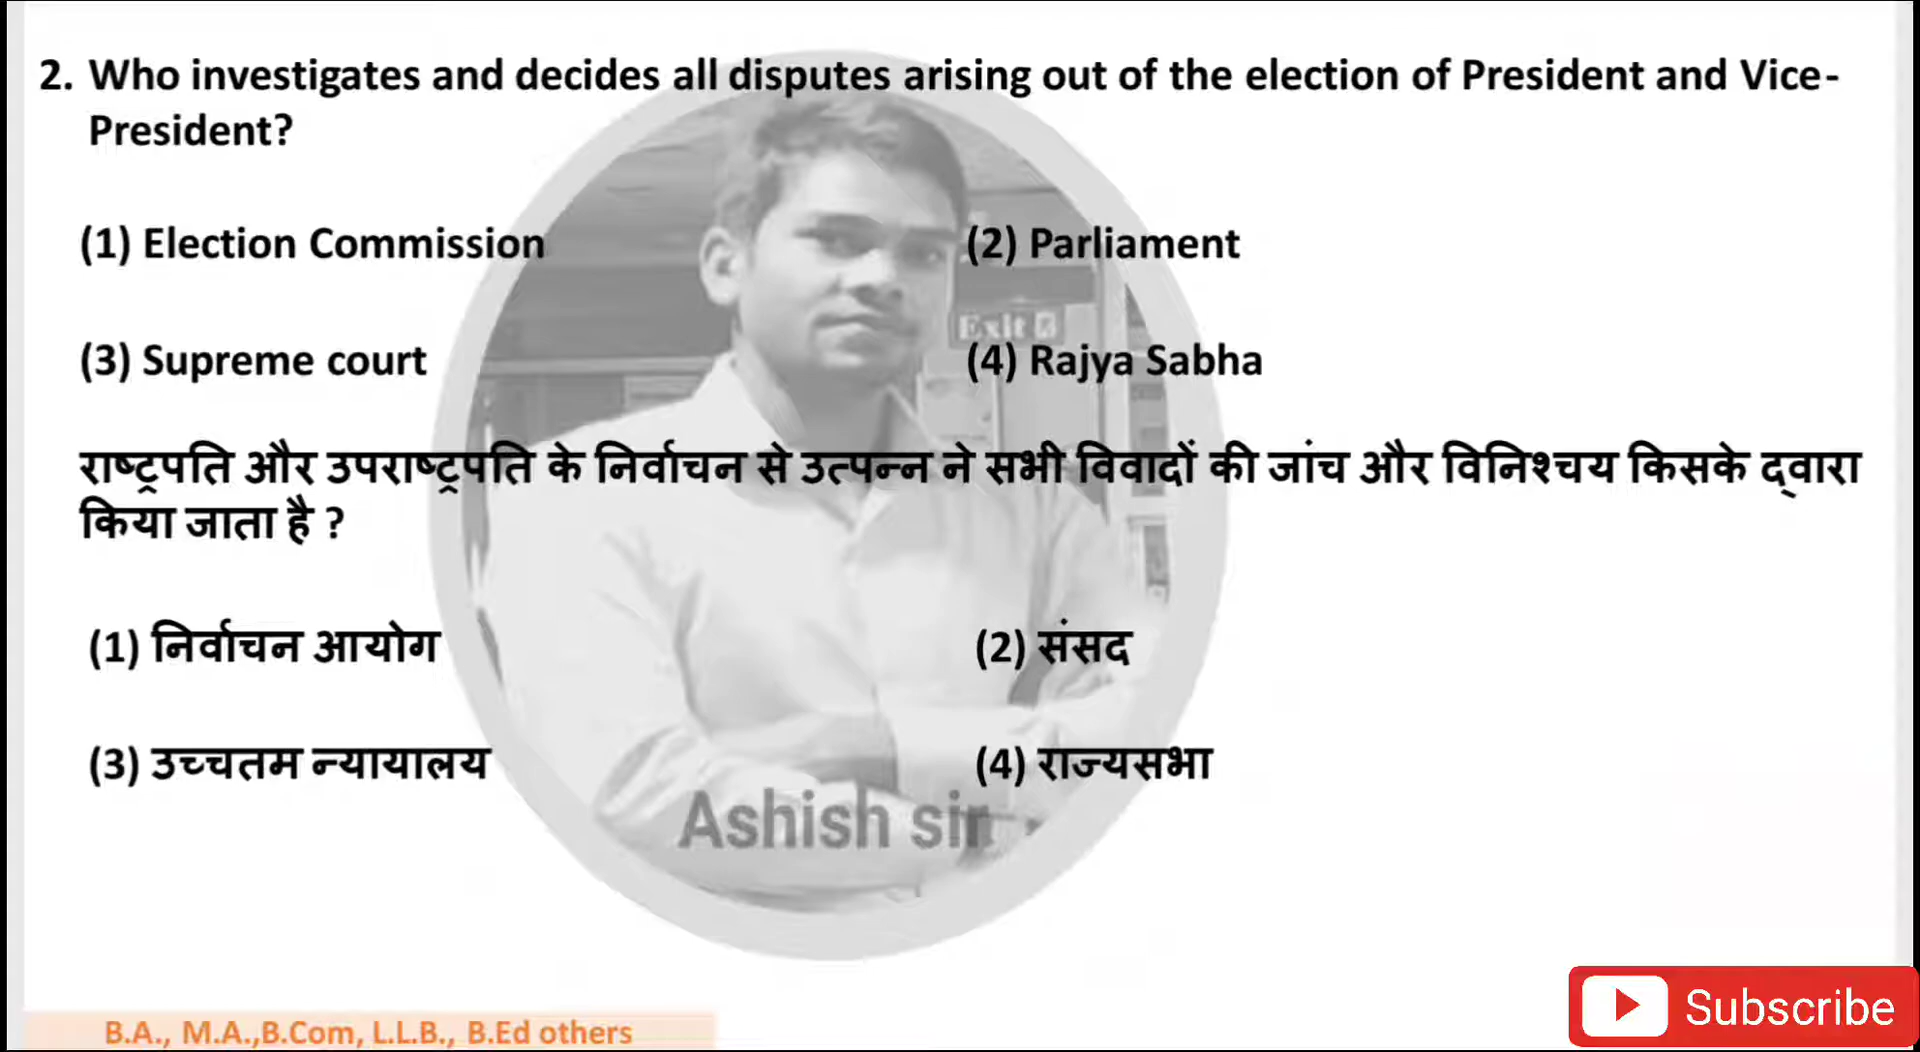 2. Who investigates and decides all disputes arising out of the election of President and Vice-
President?
(1) Election Commission (2) Parliament
Exit
(3) Supreme court (4) Rajya Sabha
राष्ट्रपति और उपराष्ट्रपति के निर्वाचन से उत्पन्न ने सभी विवादों की जांच और विनिश्चय किसके द्वारा
किया जाता है ?
(1) निर्वाचन आयोग (2) संसद
(3) उच्चतम न्यायालय (4) राज्यसभा
Ashish sir
Subscribe
B.A., M.A.,B.Com, L.L.B., B.Ed others